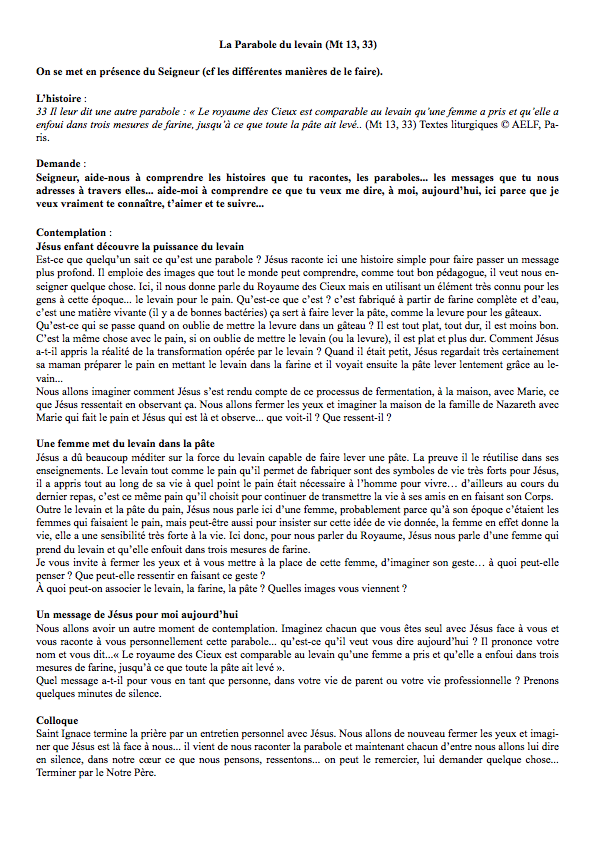 La Parabole du levain (Mt 13, 33)
On se met en présence du Seigneur (cf les différentes manières de le faire).
L'histoire :
33 Il leur dit une autre parabole : « Le royaume des Cieux est comparable au levain qu'une femme a pris et qu'elle a
enfoui dans trois mesures de farine, jusqu'à ce que toute la pâte ait levé.. (Mt 13, 33) Textes liturgiques © AELF, Pa-
ris.
Demande :
Seigneur, aide-nous à comprendre les histoires que tu racontes, les paraboles... les messages que tu nous
adresses à travers elles... aide-moi à comprendre ce que tu veux me dire, à moi, aujourd'hui, ici parce que je
veux vraiment te connaître, t'aimer et te suivre...
Contemplation :
Jésus enfant découvre la puissance du levain
Est-ce que quelqu'un sait ce qu'est une parabole ? Jésus raconte ici une histoire simple pour faire passer un message
plus profond. Il emploie des images que tout le monde peut comprendre, comme tout bon pédagogue, il veut nous en-
seigner quelque chose. Ici, il nous donne parle du Royaume des Cieux mais en utilisant un élément très connu pour les
gens à cette époque... le levain pour le pain. Qu'est-ce que c'est ? c'est fabriqué à partir de farine complète et d'eau,
c'est une matière vivante (il y a de bonnes bactéries) ça sert à faire lever la pâte, comme la levure pour les gâteaux.
Qu'est-ce qui se passe quand on oublie de mettre la levure dans un gâteau ? Il est tout plat, tout dur, il est moins bon.
C'est la même chose avec le pain, si on oublie de mettre le levain (ou la levure), il est plat et plus dur. Comment Jésus
a-t-il appris la réalité de la transformation opérée par le levain ? Quand il était petit, Jésus regardait très certainement
sa maman préparer le pain en mettant le levain dans la farine et il voyait ensuite la pâte lever lentement grâce au le-
vain...
Nous allons imaginer comment Jésus s'est rendu compte de ce processus de fermentation, à la maison, avec Marie, ce
que Jésus ressentait en observant ça. Nous allons fermer les yeux et imaginer la maison de la famille de Nazareth avec
Marie qui fait le pain et Jésus qui est là et observe... que voit-il ? Que ressent-il ?
Une femme met du levain dans la pâte
Jésus a dû beaucoup méditer sur la force du levain capable de faire lever une pâte. La preuve il le réutilise dans ses
enseignements. Le levain tout comme le pain qu'il permet de fabriquer sont des symboles de vie très forts pour Jésus,
il a appris tout au long de sa vie à quel point le pain était nécessaire à l'homme pour vivre… d'ailleurs au cours du
dernier repas, c'est ce même pain qu'il choisit pour continuer de transmettre la vie à ses amis en en faisant son Corps.
Outre le levain et la pâte du pain, Jésus nous parle ici d'une femme, probablement parce qu'à son époque c'étaient les
femmes qui faisaient le pain, mais peut-être aussi pour insister sur cette idée de vie donnée, la femme en effet donne la
vie, elle a une sensibilité très forte à la vie. Ici donc, pour nous parler du Royaume, Jésus nous parle d'une femme qui
prend du levain et qu'elle enfouit dans trois mesures de farine.
Je vous invite à fermer les yeux et à vous mettre à la place de cette femme, d'imaginer son geste… à quoi peut-elle
penser ? Que peut-elle ressentir en faisant ce geste ?
À quoi peut-on associer le levain, la farine, la pâte ? Quelles images vous viennent ?
Un message de Jésus pour moi aujourd'hui
Nous allons avoir un autre moment de contemplation. Imaginez chacun que vous êtes seul avec Jésus face à vous et
vous raconte à vous personnellement cette parabole... qu'est-ce qu'il veut vous dire aujourd'hui ? Il prononce votre
nom et vous dit...« Le royaume des Cieux est comparable au levain qu'une femme a pris et qu'elle a enfoui dans trois
mesures de farine, jusqu'à ce que toute la pâte ait levé ».
Quel message a-t-il pour vous en tant que personne, dans votre vie de parent ou votre vie professionnelle ? Prenons
quelques minutes de silence.
Colloque
Saint Ignace termine la prière par un entretien personnel avec Jésus. Nous allons de nouveau fermer les yeux et imagi-
ner que Jésus est là face à nous... il vient de nous raconter la parabole et maintenant chacun d'entre nous allons lui dire
en silence, dans notre cœur ce que nous pensons, ressentons... on peut le remercier, lui demander quelque chose...
Terminer par le Notre Père.